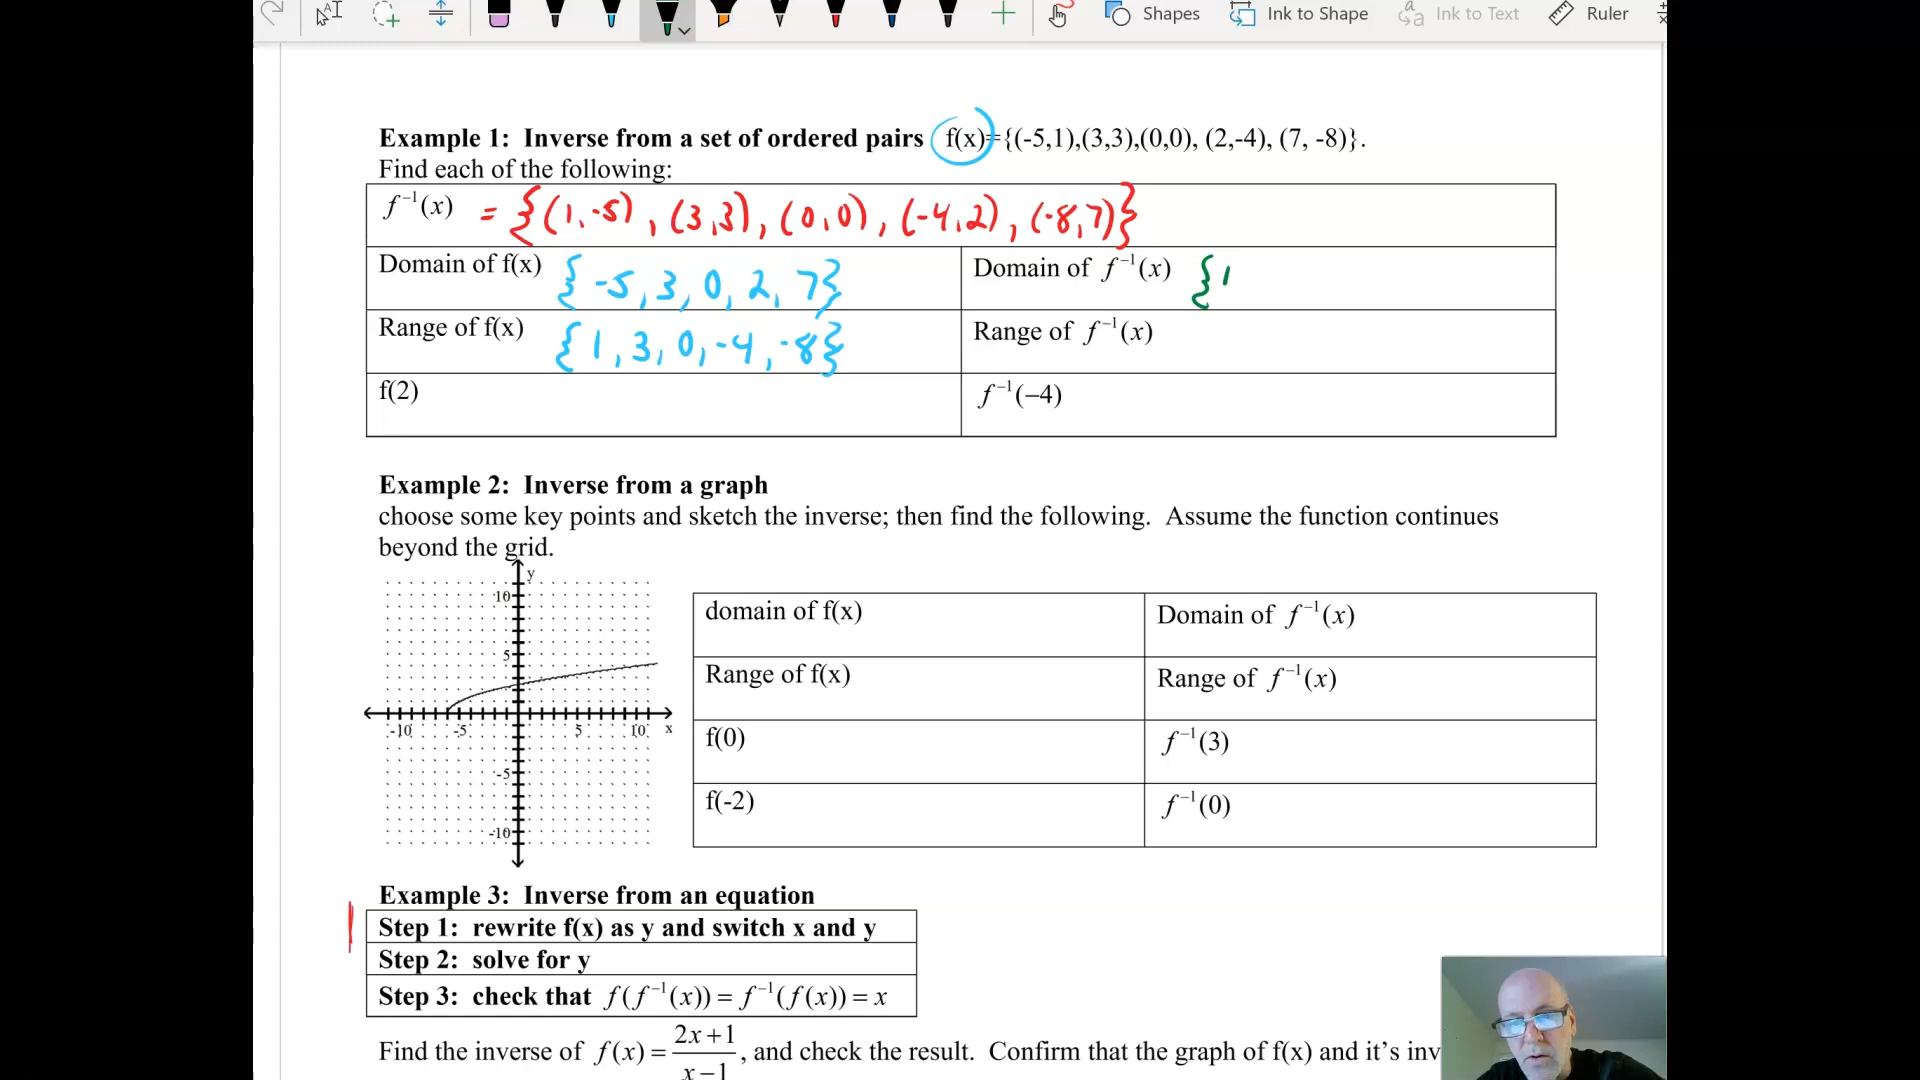 Shapes Ink to Shape Ink to Text Ruler
Example 1: Inverse from a set of ordered pairs f(x)={(-5,1),(3,3),(0,0), (2,-4), (7, -8)}.
Find each of the following:
f⁻¹(x) = {(1,-5), (3,3), (0,0), (-4,2), (-8,7)}
Domain of f(x) {-5, 3, 0, 2, 7} Domain of f⁻¹(x) {1
Range of f(x) {1, 3, 0, -4, -8} Range of f⁻¹(x)
f(2) f⁻¹(−4)
Example 2: Inverse from a graph
choose some key points and sketch the inverse; then find the following. Assume the function continues
beyond the grid.
y
10
5
-10 -5 5 10 x
-5
-10
domain of f(x) Domain of f⁻¹(x)
Range of f(x) Range of f⁻¹(x)
f(0) f⁻¹(3)
f(-2) f⁻¹(0)
Example 3: Inverse from an equation
Step 1: rewrite f(x) as y and switch x and y
Step 2: solve for y
Step 3: check that f(f⁻¹(x)) = f⁻¹(f(x)) = x
Find the inverse of f(x) = (2x+1)/(x−1), and check the result. Confirm that the graph of f(x) and it’s inv